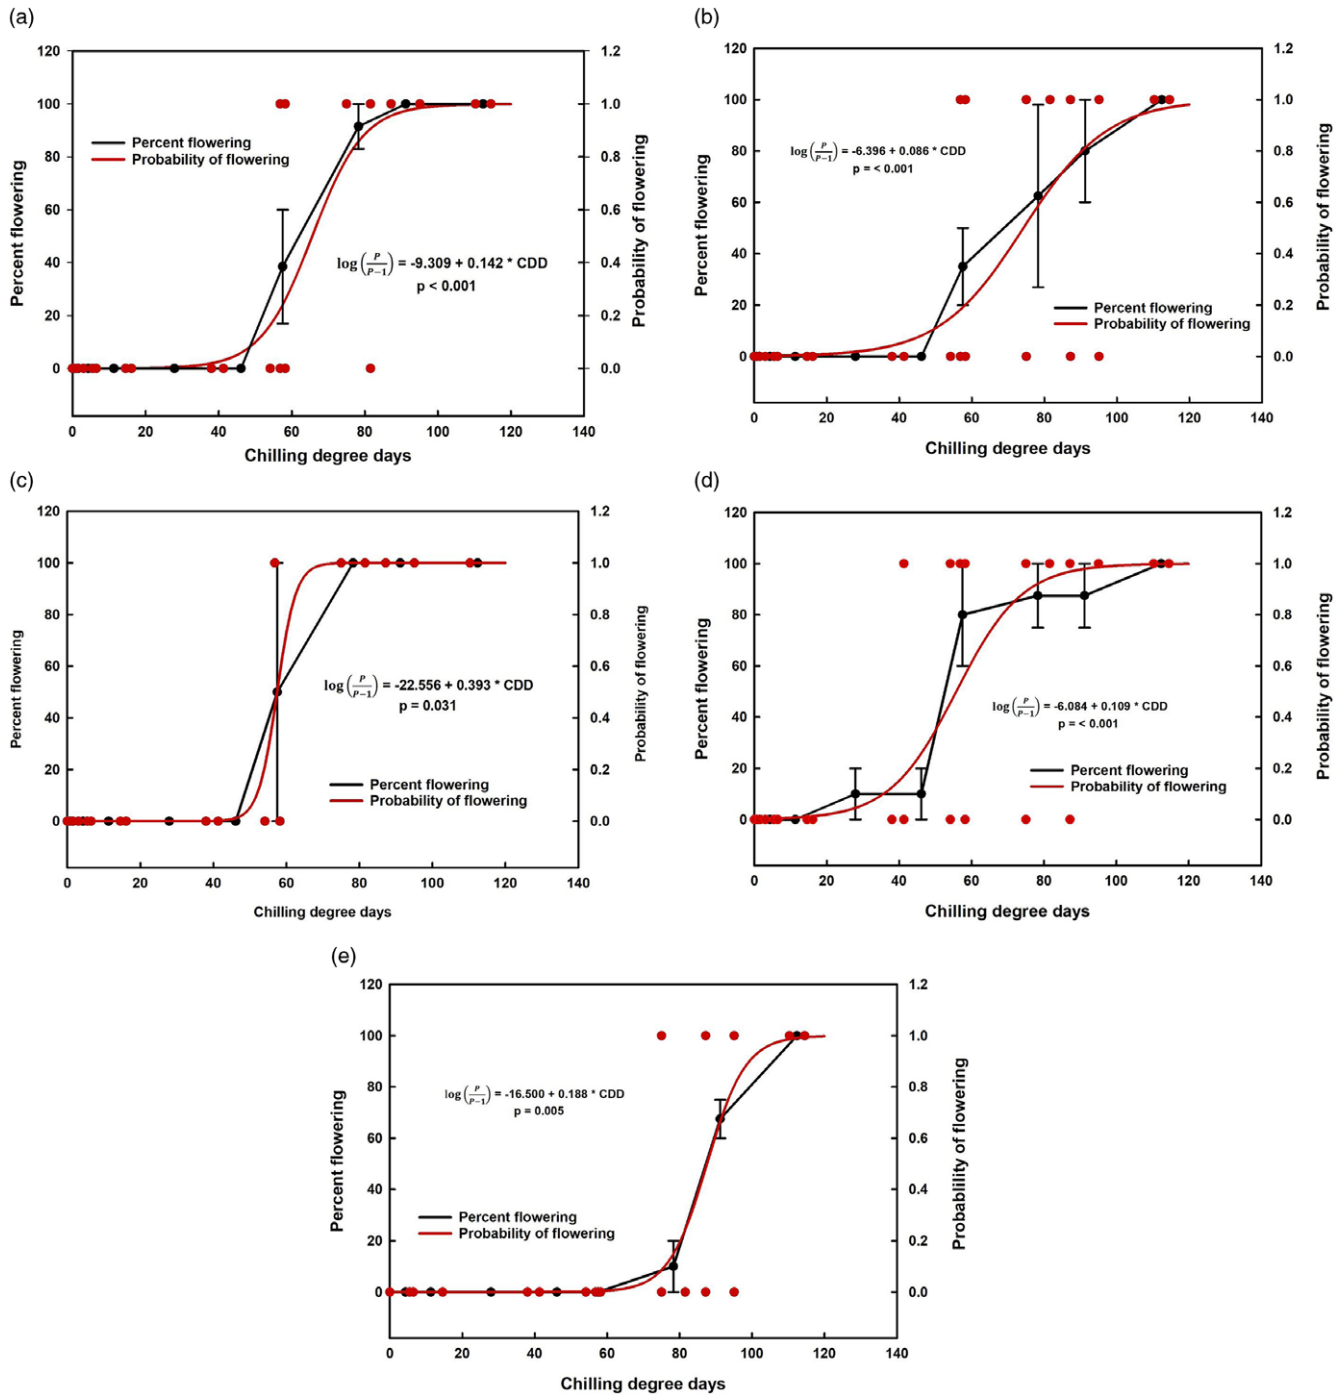 (a)
120
100
80
60
40
20
0
Percent flowering
1.2
1.0
0.8
0.6
0.4
0.2
0.0
Probability of flowering
Percent flowering
Probability of flowering
log(P/P−1) = -9.309 + 0.142 * CDD
p < 0.001
0 20 40 60 80 100 120 140
Chilling degree days
(b)
120
100
80
60
40
20
0
Percent flowering
1.2
1.0
0.8
0.6
0.4
0.2
0.0
Probability of flowering
log(P/P−1) = -6.396 + 0.086 * CDD
p = < 0.001
Percent flowering
Probability of flowering
0 20 40 60 80 100 120 140
Chilling degree days
(c)
120
100
80
60
40
20
0
Percent flowering
1.2
1.0
0.8
0.6
0.4
0.2
0.0
Probability of flowering
log(P/P−1) = -22.556 + 0.393 * CDD
p = 0.031
Percent flowering
Probability of flowering
0 20 40 60 80 100 120 140
Chilling degree days
(d)
120
100
80
60
40
20
0
Percent flowering
1.2
1.0
0.8
0.6
0.4
0.2
0.0
Probability of flowering
log(P/P−1) = -6.084 + 0.109 * CDD
p = < 0.001
Percent flowering
Probability of flowering
0 20 40 60 80 100 120 140
Chilling degree days
(e)
120
100
80
60
40
20
0
Percent flowering
1.2
1.0
0.8
0.6
0.4
0.2
0.0
Probablility of flowering
log(P/P−1) = -16.500 + 0.188 * CDD
p = 0.005
Percent flowering
Probability of flowering
0 20 40 60 80 100 120 140
Chilling degree days